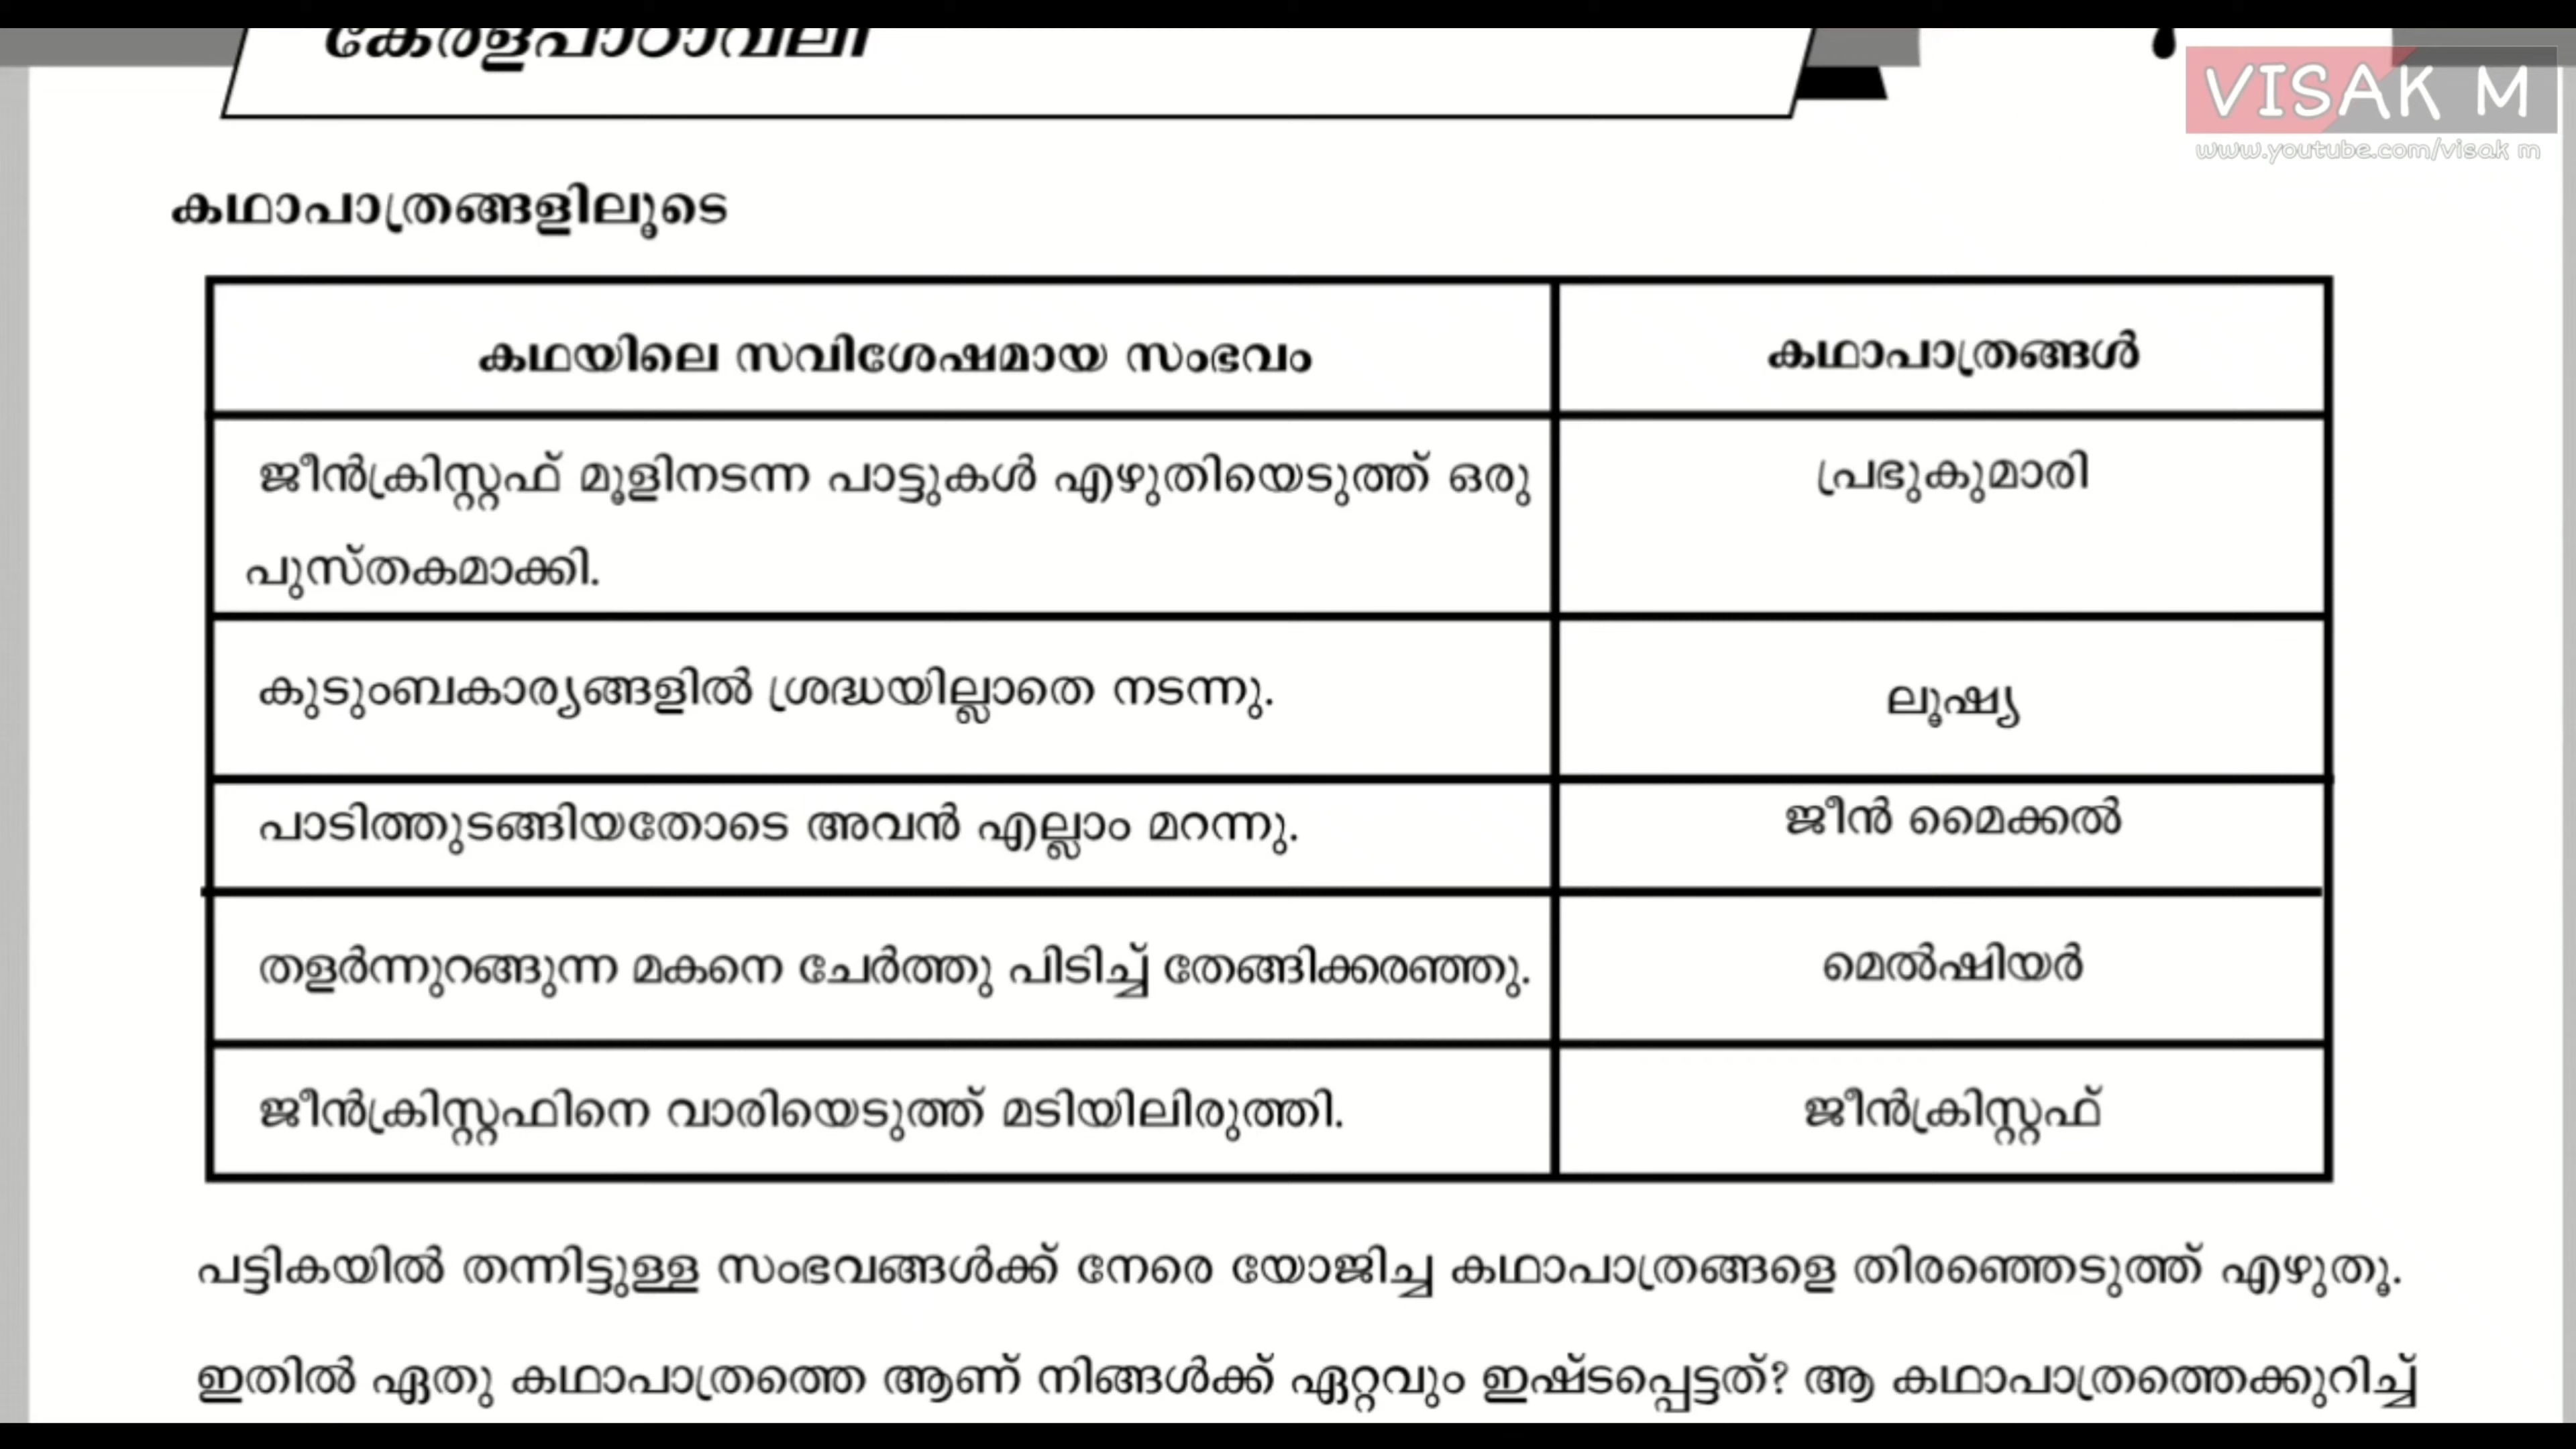 കേരളപാഠാവലി
VISAK M
www.youtube.com/visak m
കഥാപാത്രങ്ങളിലൂടെ
കഥയിലെ സവിശേഷമായ സംഭവം
കഥാപാത്രങ്ങൾ
ജീൻക്രിസ്റ്റഫ് മൂളിനടന്ന പാട്ടുകൾ എഴുതിയെടുത്ത് ഒരു
പുസ്തകമാക്കി.
പ്രഭുകുമാരി
കുടുംബകാര്യങ്ങളിൽ ശ്രദ്ധയില്ലാതെ നടന്നു.
ലൂഷ്യ
പാടിത്തുടങ്ങിയതോടെ അവൻ എല്ലാം മറന്നു.
ജീൻ മൈക്കൽ
തളർന്നുറങ്ങുന്ന മകനെ ചേർത്തു പിടിച്ച് തേങ്ങിക്കരഞ്ഞു.
മെൽഷിയർ
ജീൻക്രിസ്റ്റഫിനെ വാരിയെടുത്ത് മടിയിലിരുത്തി.
ജീൻക്രിസ്റ്റഫ്
പട്ടികയിൽ തന്നിട്ടുള്ള സംഭവങ്ങൾക്ക് നേരെ യോജിച്ച കഥാപാത്രങ്ങളെ തിരഞ്ഞെടുത്ത് എഴുതൂ.
ഇതിൽ ഏതു കഥാപാത്രത്തെ ആണ് നിങ്ങൾക്ക് ഏറ്റവും ഇഷ്ടപ്പെട്ടത്? ആ കഥാപാത്രത്തെക്കുറിച്ച്